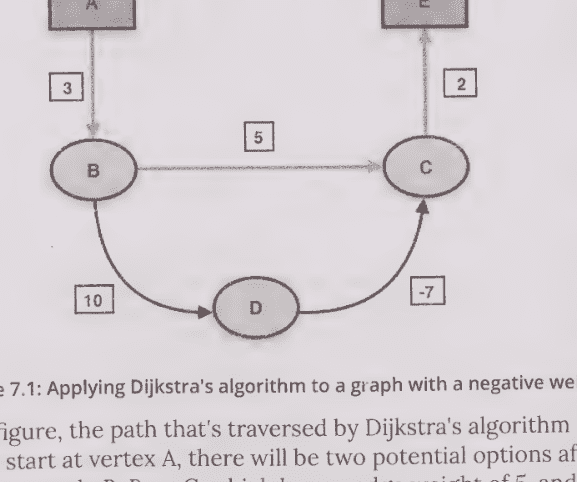 A
E
3
2
5
B
C
10
-7
D
7.1: Applying Dijkstra's algorithm to a graph with a negative we
figure, the path that's traversed by Dijkstra's algorithm
start at vertex A, there will be two potential options af